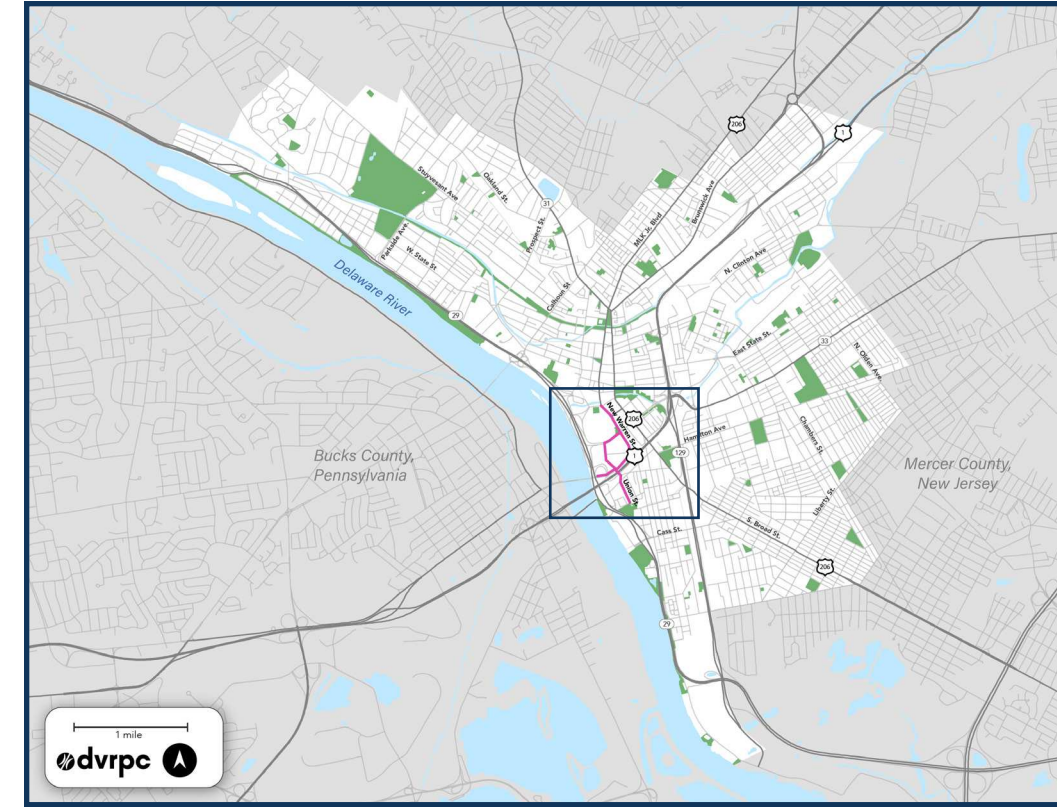 206
1
Stuyvesant Ave
Oakland St.
31
Prospect St.
MLK Jr. Blvd
Brunswick Ave
Parkside Ave.
W. State St
N. Clinton Ave
Delaware River
Calhoun St
29
East State St.
33
N. Olden Ave.
New Warren St.
206
Hamilton Ave
Chambers St.
1
129
Bucks County,
Pennsylvania
Mercer County,
New Jersey
Union St.
Liberty St.
Cass St.
S. Broad St.
206
29
1 mile
dvrpc